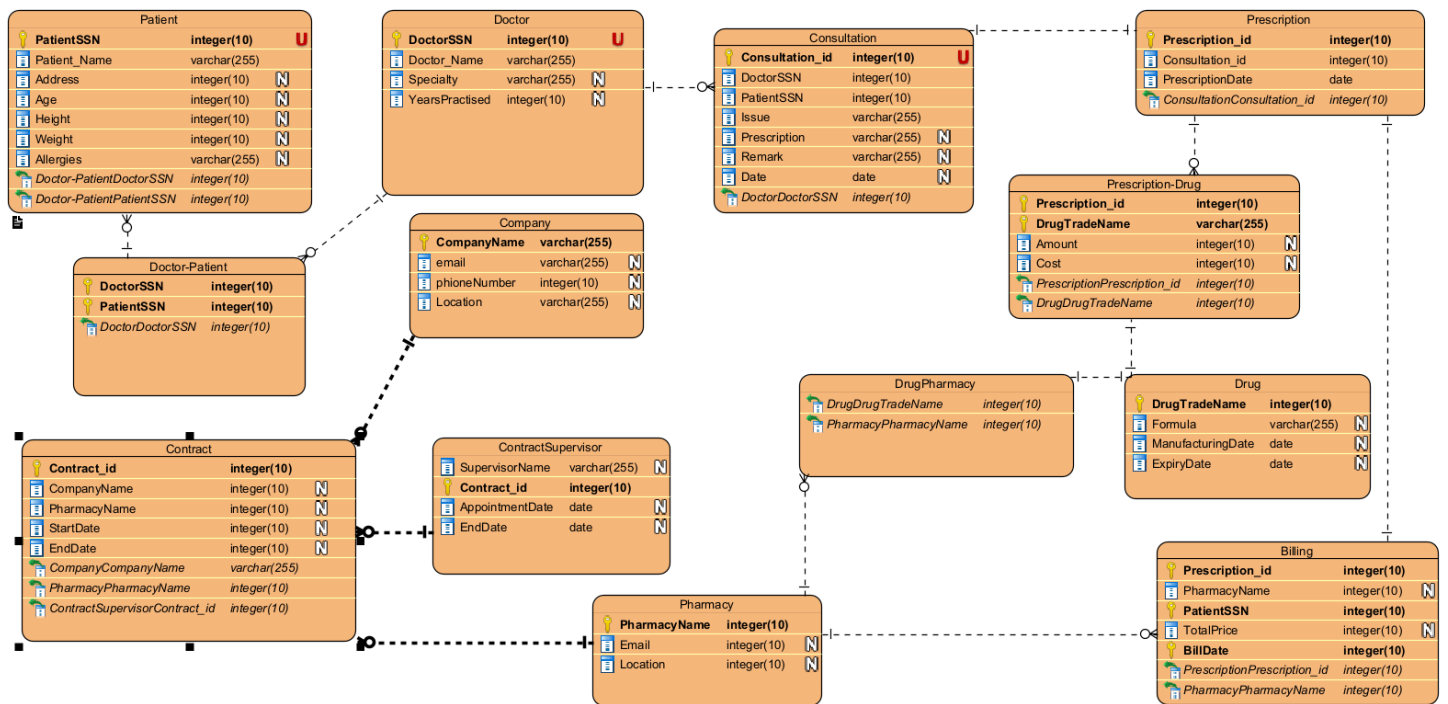 Patient
PatientSSN integer(10) U
Patient_Name varchar(255)
Address integer(10) N
Age integer(10) N
Height integer(10) N
Weight integer(10) N
Allergies varchar(255) N
Doctor-PatientDoctorSSN integer(10)
Doctor-PatientPatientSSN integer(10)
Doctor
DoctorSSN integer(10) U
Doctor_Name varchar(255)
Specialty varchar(255) N
YearsPractised integer(10) N
Consultation
Consultation_id integer(10) U
DoctorSSN integer(10)
PatientSSN integer(10)
Issue varchar(255)
Prescription varchar(255) N
Remark varchar(255) N
Date date N
DoctorDoctorSSN integer(10)
Prescription
Prescription_id integer(10)
Consultation_id integer(10)
PrescriptionDate date
ConsultationConsultation_id integer(10)
Prescription-Drug
Prescription_id integer(10)
DrugTradeName varchar(255)
Amount integer(10) N
Cost integer(10) N
PrescriptionPrescription_id integer(10)
DrugDrugTradeName integer(10)
Company
CompanyName varchar(255)
email varchar(255) N
phioneNumber integer(10) N
Location varchar(255) N
Doctor-Patient
DoctorSSN integer(10)
PatientSSN integer(10)
DoctorDoctorSSN integer(10)
DrugPharmacy
DrugDrugTradeName integer(10)
PharmacyPharmacyName integer(10)
Drug
DrugTradeName integer(10)
Formula varchar(255) N
ManufacturingDate date N
ExpiryDate date N
Contract
Contract_id integer(10)
CompanyName integer(10) N
PharmacyName integer(10) N
StartDate integer(10) N
EndDate integer(10) N
CompanyCompanyName varchar(255)
PharmacyPharmacyName integer(10)
ContractSupervisorContract_id integer(10)
ContractSupervisor
SupervisorName varchar(255) N
Contract_id integer(10)
AppointmentDate date N
EndDate date N
Pharmacy
PharmacyName integer(10)
Email integer(10) N
Location integer(10) N
Billing
Prescription_id integer(10)
PharmacyName integer(10) N
PatientSSN integer(10)
TotalPrice integer(10) N
BillDate integer(10)
PrescriptionPrescription_id integer(10)
PharmacyPharmacyName integer(10)